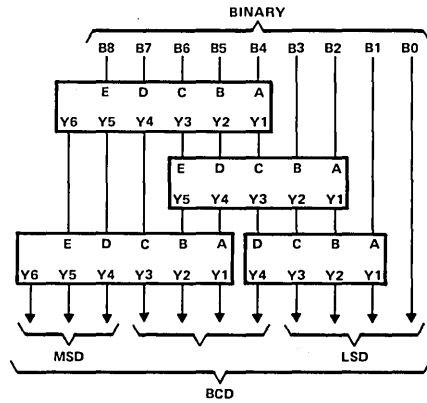 BINARY
B8 B7 B6 B5 B4 B3 B2 B1 B0
E D C B A
Y6 Y5 Y4 Y3 Y2 Y1
E D C B A
Y5 Y4 Y3 Y2 Y1
E D C B A
Y6 Y5 Y4 Y3 Y2 Y1
D C B A
Y4 Y3 Y2 Y1
MSD LSD
BCD